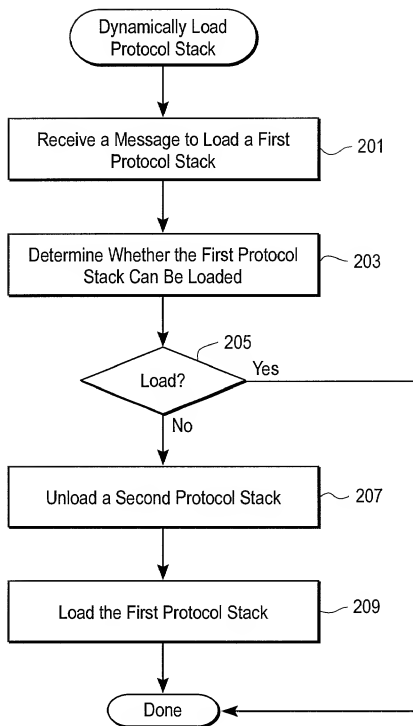 Dynamically Load
Protocol Stack
Receive a Message to Load a First
Protocol Stack
201
Determine Whether the First Protocol
Stack Can Be Loaded
203
205
Load?
Yes
No
Unload a Second Protocol Stack
207
Load the First Protocol Stack
209
Done